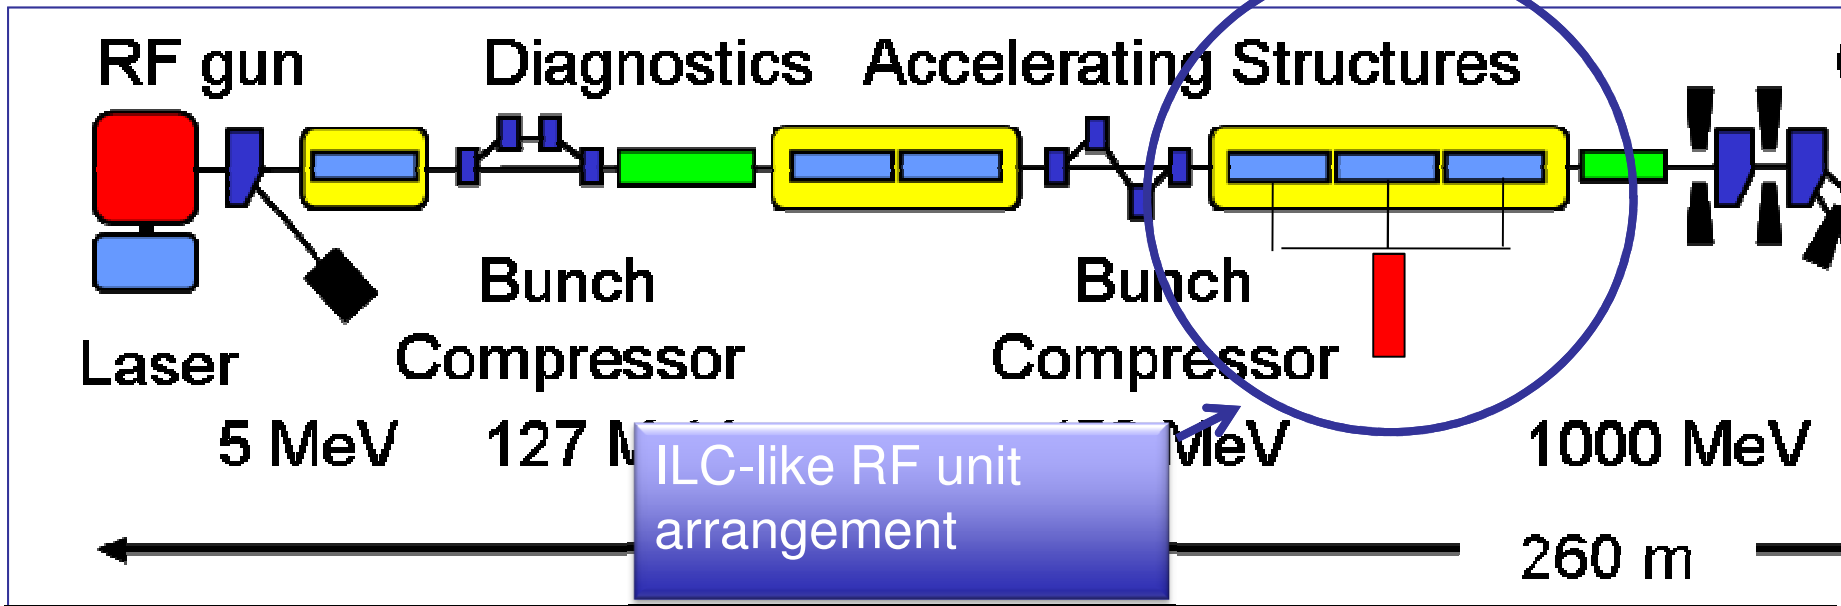 RF gun
Diagnostics
Accelerating Structures
Bunch
Compressor
Bunch
Compressor
Laser
5 MeV
127
MeV
1000 MeV
ILC-like RF unit
arrangement
260 m